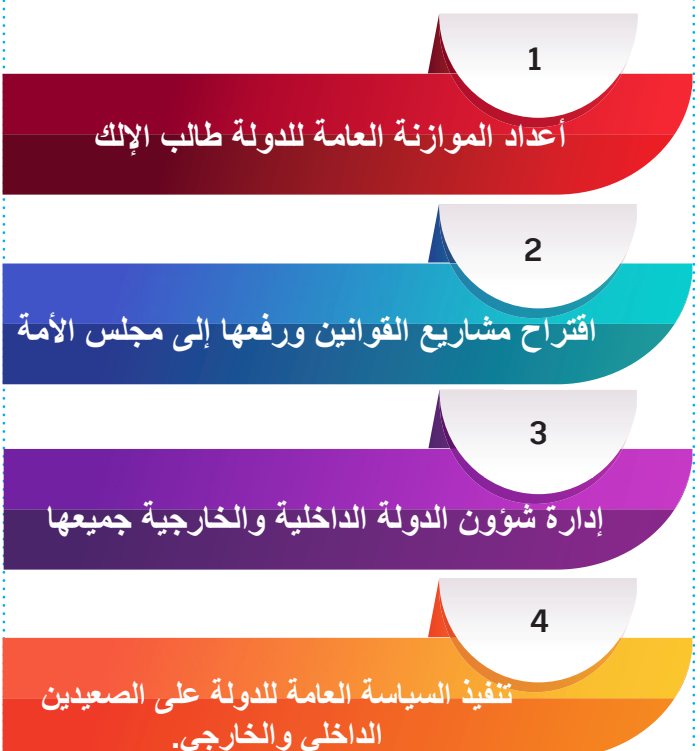 1
أعداد الموازنة العامة للدولة طالب الإلك
2
اقتراح مشاريع القوانين ورفعها إلى مجلس الأمة
3
إدارة شؤون الدولة الداخلية والخارجية جميعها
4
تنفيذ السياسة العامة للدولة على الصعيدين
الداخلي والخارجي.